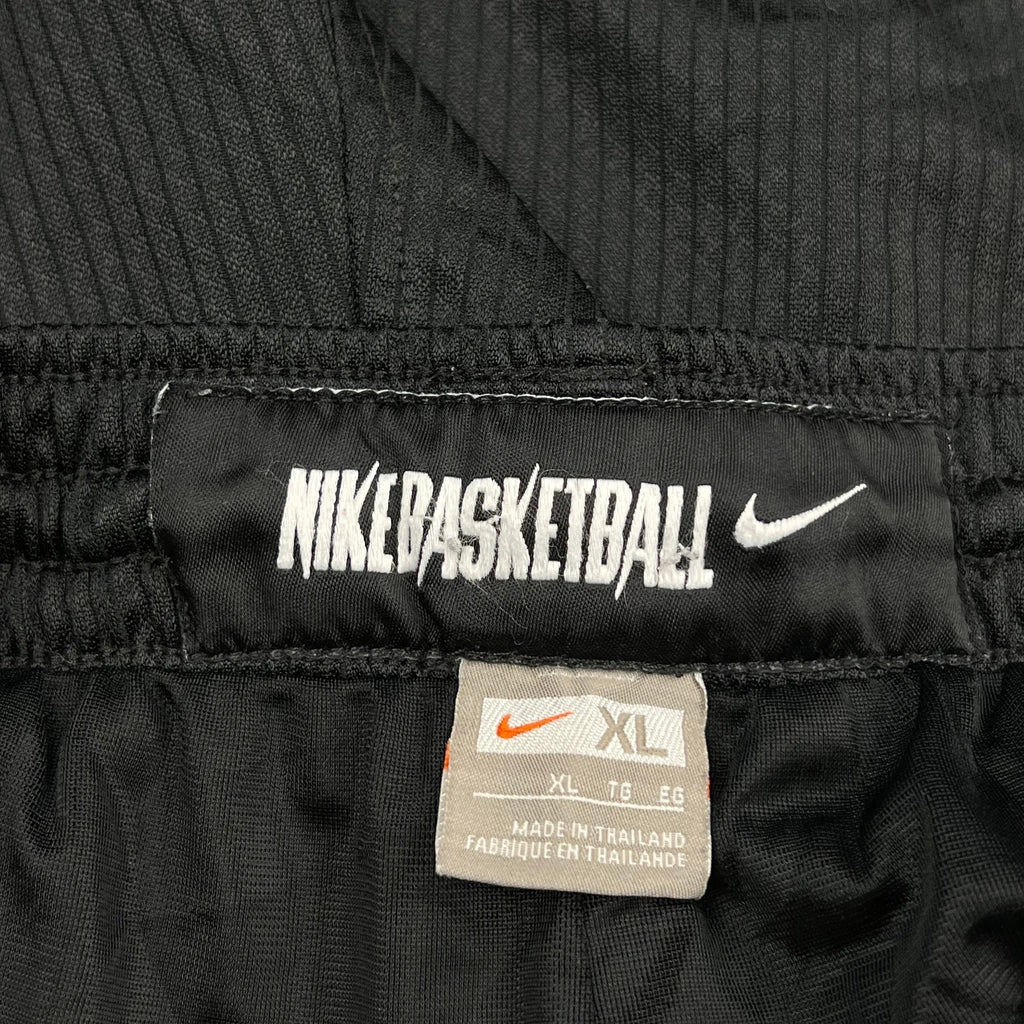 NIKEBASKETBALL
XL
XL TG EG
MADE IN THAILAND
FABRIQUE EN THAILANDE